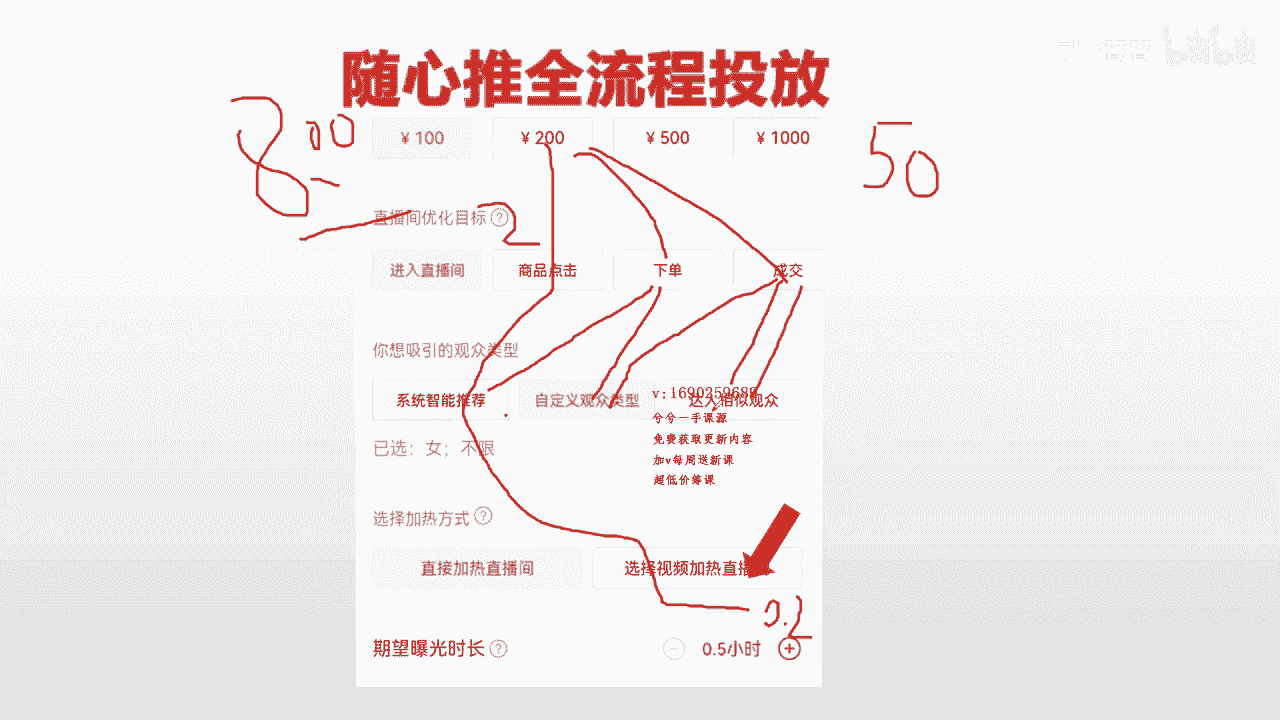 随心推全流程投放
bilibili
800
¥ 100 ¥ 200 ¥ 500 ¥ 1000
50
直播间优化目标 ?
2
进入直播间 商品点击 下单 成交
你想吸引的观众类型
系统智能推荐 自定义观众类型 达人相似观众
v:1690259689
兮兮一手课源
免费获取更新内容
加v每周送新课
超低价筹课
已选：女；不限
选择加热方式 ?
直接加热直播间 选择视频加热直播
0.2
期望曝光时长 ? 0.5小时